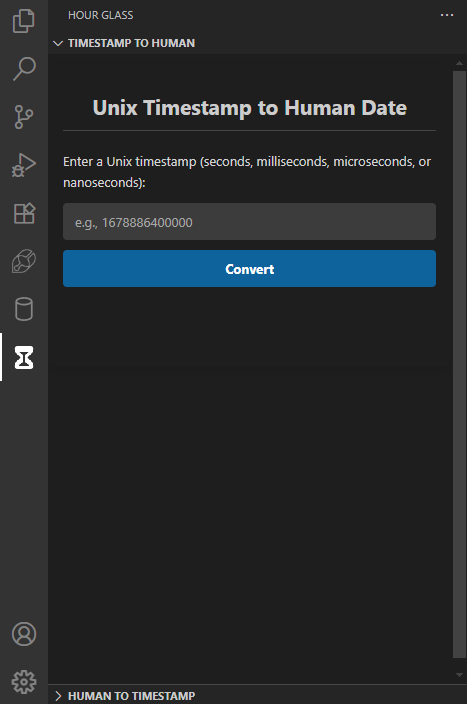 HOUR GLASS
TIMESTAMP TO HUMAN
Unix Timestamp to Human Date
Enter a Unix timestamp (seconds, milliseconds, microseconds, or
nanoseconds):
e.g., 1678886400000
Convert
HUMAN TO TIMESTAMP